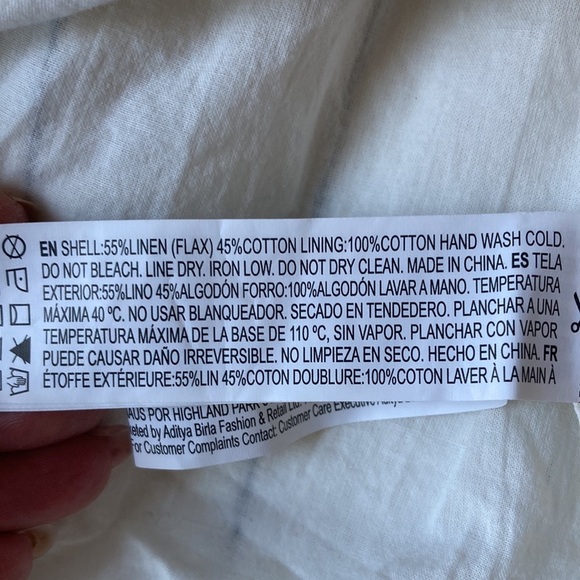 EN SHELL:55%LINEN (FLAX) 45%COTTON LINING:100%COTTON HAND WASH COLD.
DO NOT BLEACH. LINE DRY. IRON LOW. DO NOT DRY CLEAN. MADE IN CHINA. ES TELA
EXTERIOR:55%LINO 45%ALGODÓN FORRO:100%ALGODÓN LAVAR A MANO. TEMPERATURA
MÁXIMA 40 ºC. NO USAR BLANQUEADOR. SECADO EN TENDEDERO. PLANCHAR A UNA
TEMPERATURA MÁXIMA DE LA BASE DE 110 ºC, SIN VAPOR. PLANCHAR CON VAPOR
PUEDE CAUSAR DAÑO IRREVERSIBLE. NO LIMPIEZA EN SECO. HECHO EN CHINA. FR
ÉTOFFE EXTÉRIEURE:55%LIN 45%COTON DOUBLURE:100%COTON LAVER À LA MAIN À
AUS POR HIGHLAND PARK
eted by Aditya Birla Fashion & Retail Ltd.
For Customer Complaints Contact: Customer Care Executive